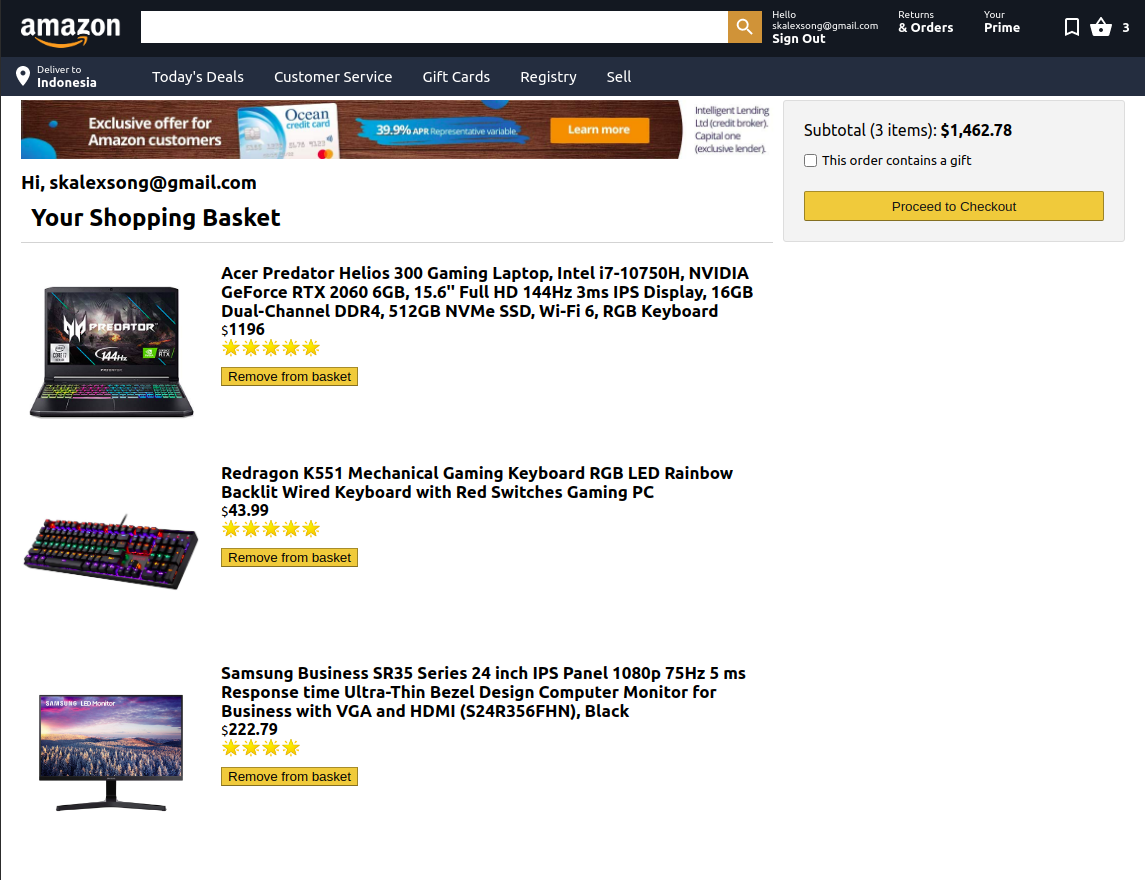 amazon
Hello
skalexsong@gmail.com
Sign Out
Returns
& Orders
Your
Prime
3
Deliver to
Indonesia
Today's Deals
Customer Service
Gift Cards
Registry
Sell
Exclusive offer for
Amazon customers
Ocean
credit card
39.9% APR Representative variable.
Learn more
Intelligent Lending
Ltd (credit broker).
Capital one
(exclusive lender).
Subtotal (3 items): $1,462.78
This order contains a gift
Proceed to Checkout
Hi, skalexsong@gmail.com
Your Shopping Basket
Acer Predator Helios 300 Gaming Laptop, Intel i7-10750H, NVIDIA
GeForce RTX 2060 6GB, 15.6'' Full HD 144Hz 3ms IPS Display, 16GB
Dual-Channel DDR4, 512GB NVMe SSD, Wi-Fi 6, RGB Keyboard
$1196
Remove from basket
PREDATOR
144Hz
Redragon K551 Mechanical Gaming Keyboard RGB LED Rainbow
Backlit Wired Keyboard with Red Switches Gaming PC
$43.99
Remove from basket
Samsung Business SR35 Series 24 inch IPS Panel 1080p 75Hz 5 ms
Response time Ultra-Thin Bezel Design Computer Monitor for
Business with VGA and HDMI (S24R356FHN), Black
$222.79
Remove from basket
SAMSUNG LED Monitor